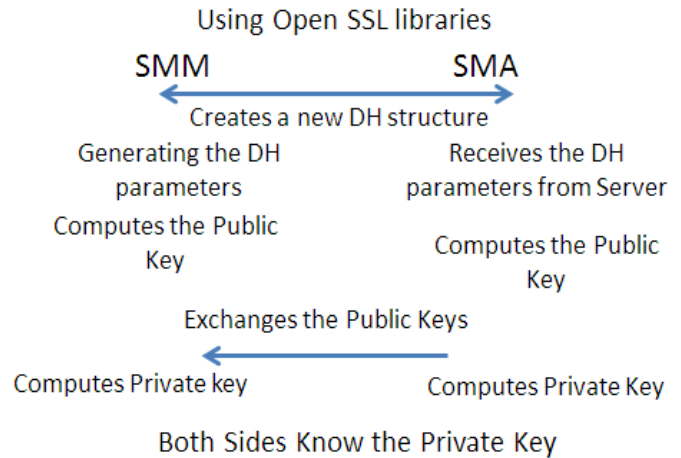 Using Open SSL libraries
SMM
SMA
Creates a new DH structure
Generating the DH
parameters
Receives the DH
parameters from Server
Computes the Public
Key
Computes the Public
Key
Exchanges the Public Keys
Computes Private key
Computes Private Key
Both Sides Know the Private Key